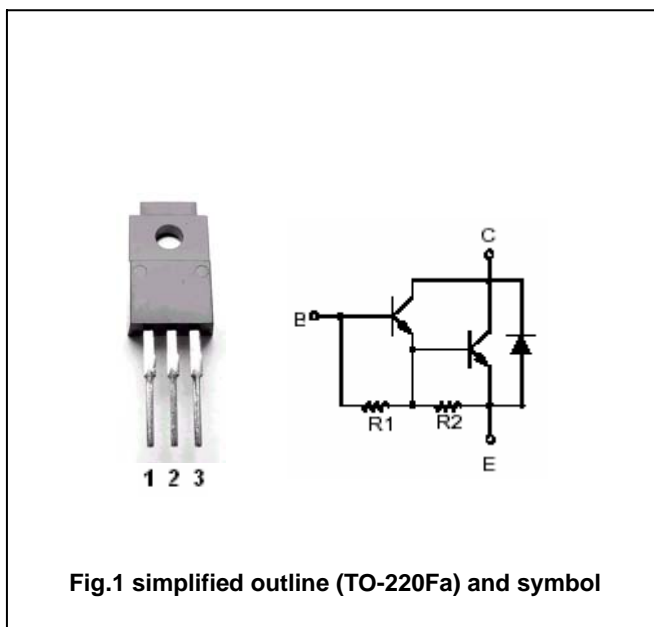 C
B
R1 R2
E
1 2 3
Fig.1 simplified outline (TO-220Fa) and symbol